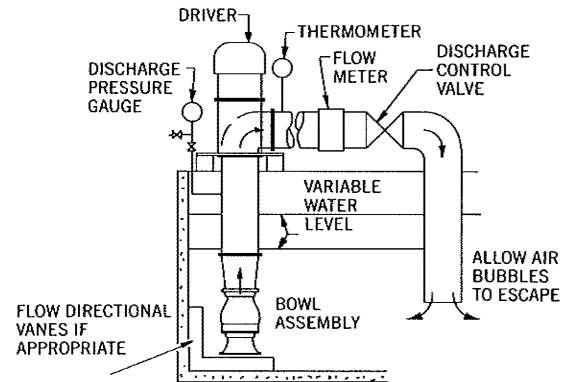 DRIVER
THERMOMETER
DISCHARGE
PRESSURE
GAUGE
FLOW
METER
DISCHARGE
CONTROL
VALVE
VARIABLE
WATER
LEVEL
ALLOW AIR
BUBBLES
TO ESCAPE
BOWL
ASSEMBLY
FLOW DIRECTIONAL
VANES IF
APPROPRIATE